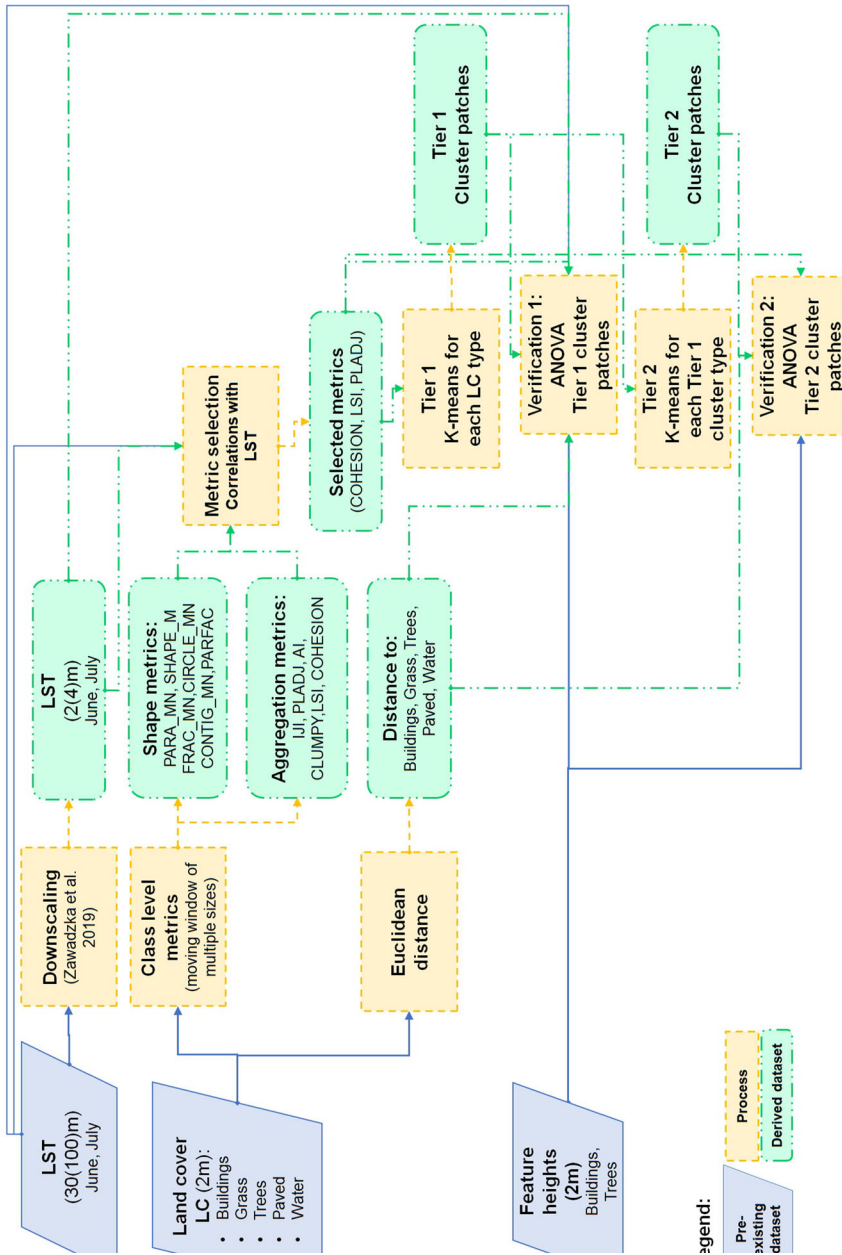 LST
(30(100)m)
June, July
Downscaling
(Zawadzka et al.
2019)
LST
(2(4)m)
June, July
Land cover
LC (2m):
• Buildings
• Grass
• Trees
• Paved
• Water
Class level
metrics
(moving window of
multiple sizes)
Shape metrics:
PARA_MN, SHAPE_M
FRAC_MN,CIRCLE_MN
CONTIG_MN,PARFAC
Aggregation metrics:
IJI, PLADJ, AI,
CLUMPY,LSI, COHESION
Metric selection
Correlations with
LST
Selected metrics
(COHESION, LSI, PLADJ)
Euclidean
distance
Distance to:
Buildings, Grass, Trees,
Paved, Water
Tier 1
K-means for
each LC type
Tier 1
Cluster patches
Feature
heights
(2m)
Buildings,
Trees
Verification 1:
ANOVA
Tier 1 cluster
patches
Tier 2
K-means for
each Tier 1
cluster type
Tier 2
Cluster patches
Verification 2:
ANOVA
Tier 2 cluster
patches
egend:
Pre-
existing
dataset
Process
Derived dataset